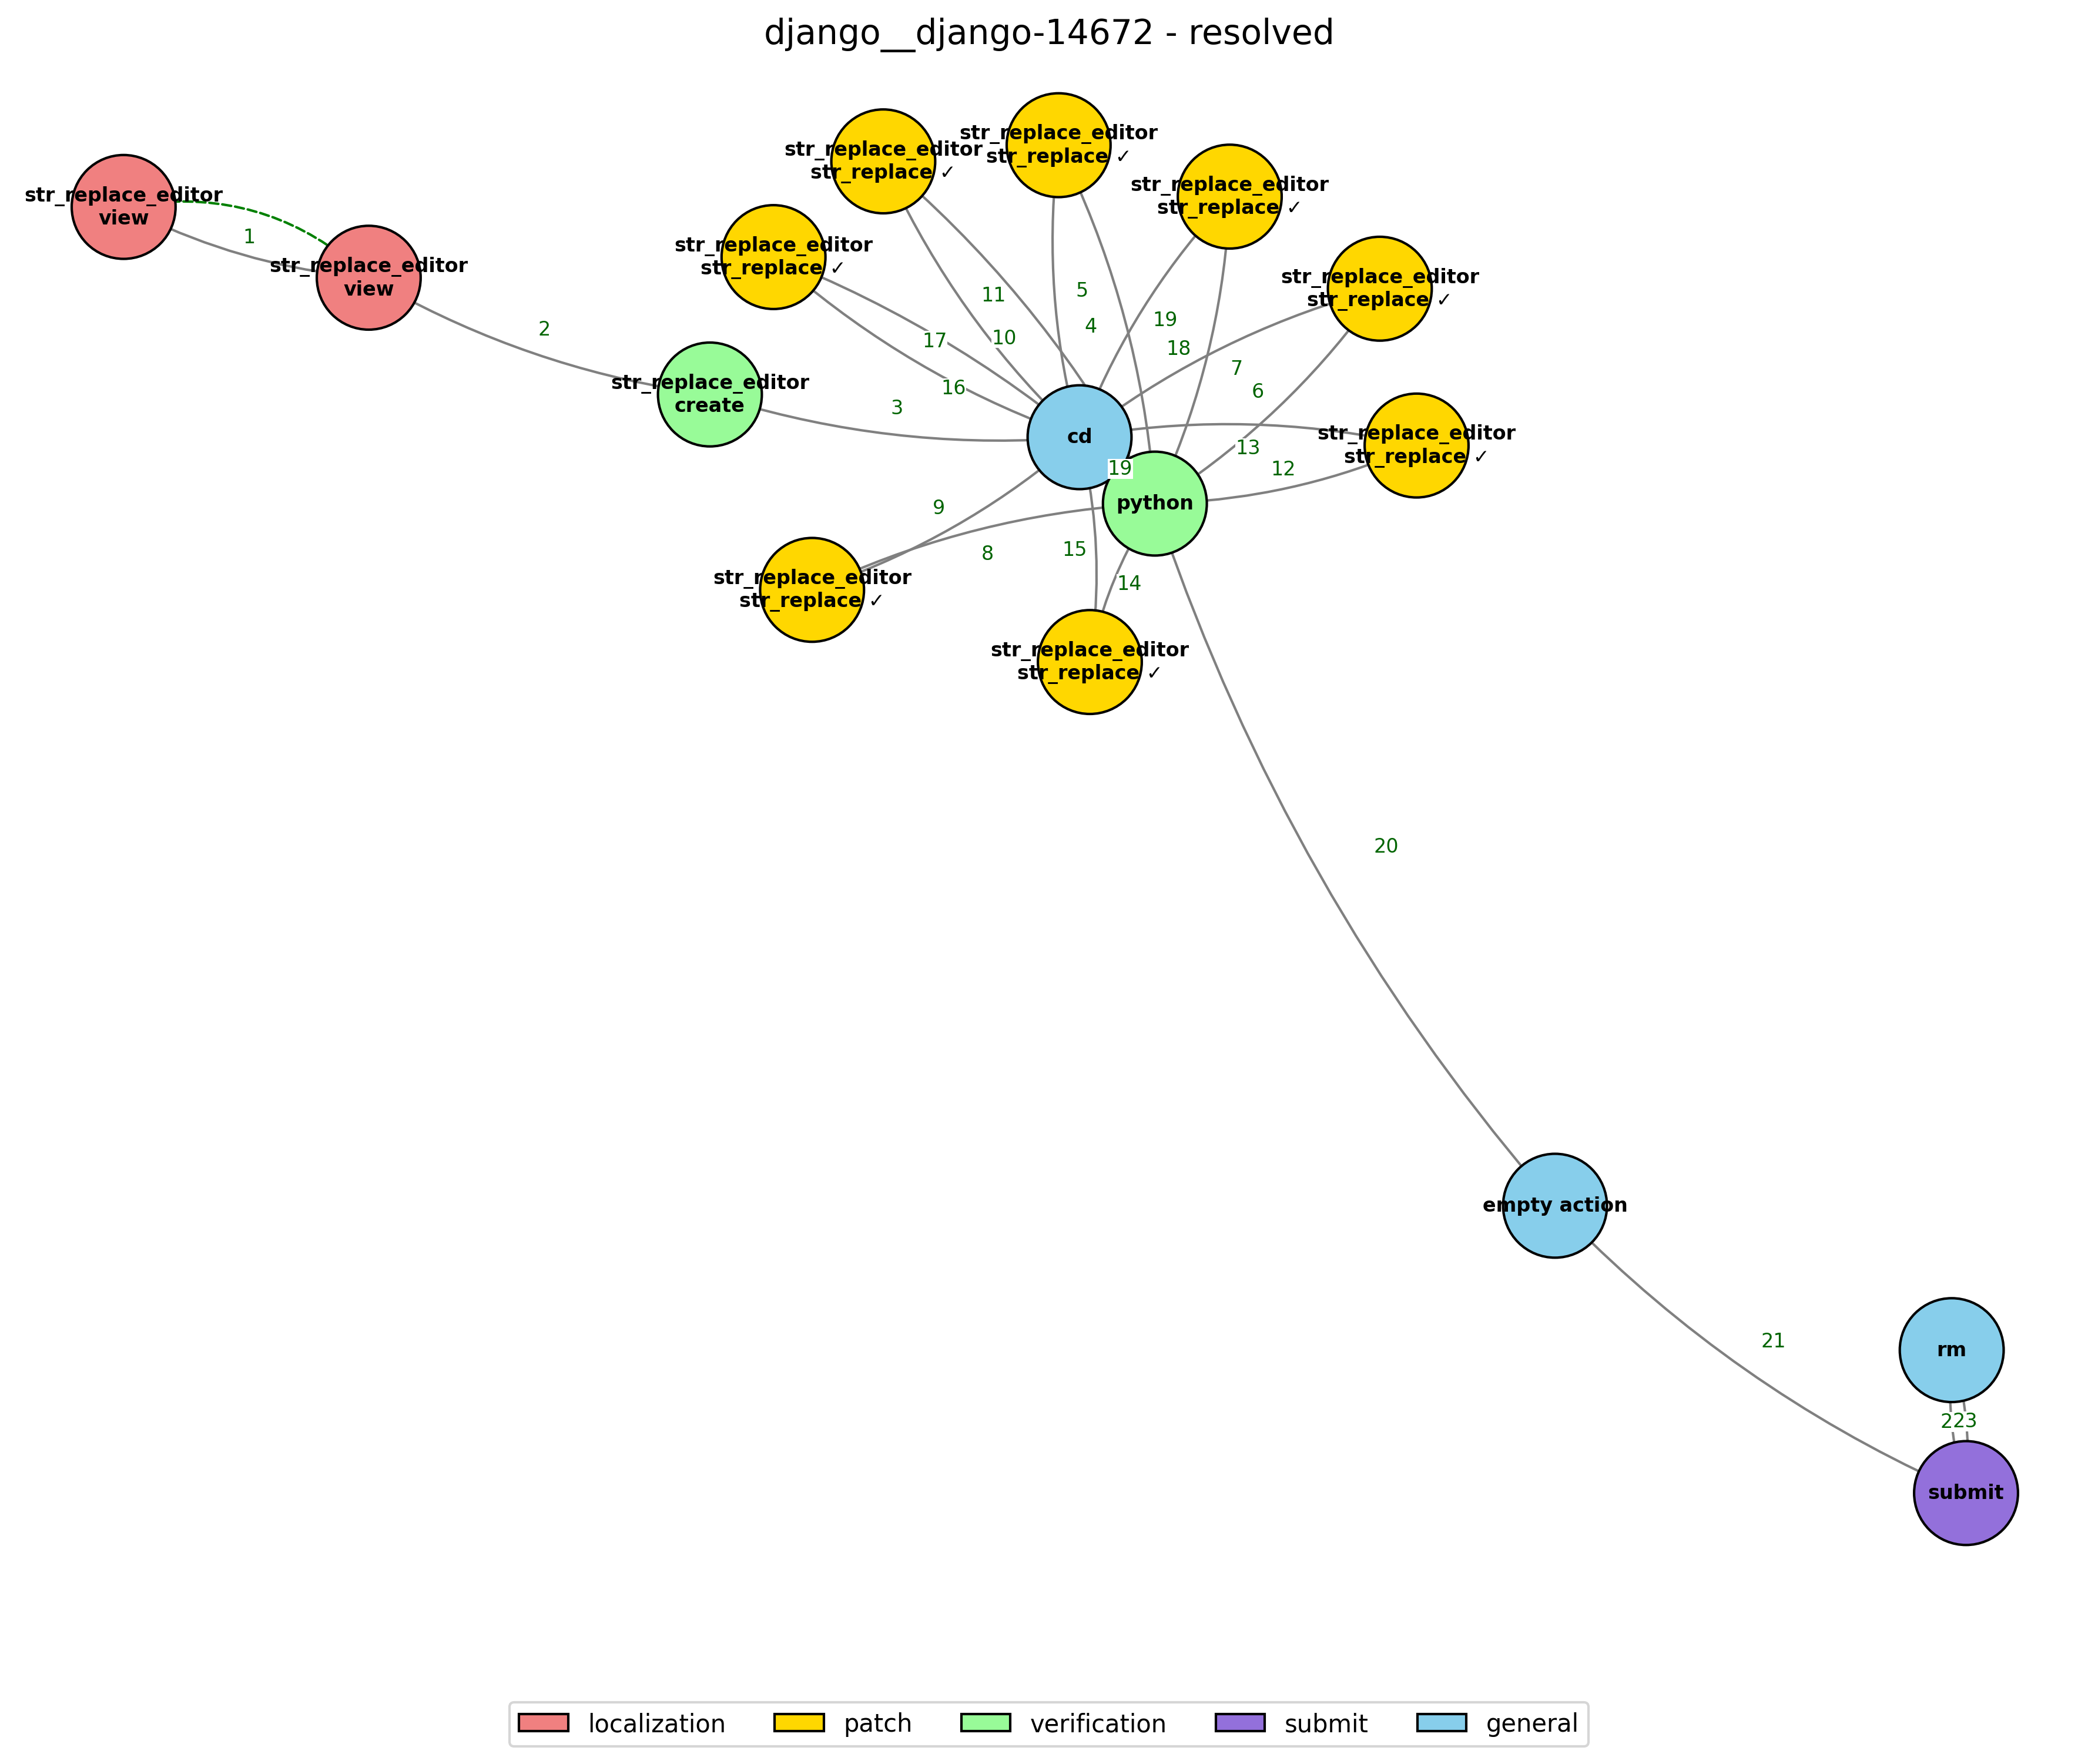 django__django-14672 - resolved
str_replace_editor
str_replace ✓
str_replace_editor
str_replace ✓
str_replace_editor
str_replace ✓
str_replace_editor
view
1
str_replace_editor
str_replace ✓
str_replace_editor
view
str_replace_editor
str_replace ✓
2
11
5
4
19
17
10
18
7
str_replace_editor
create
16
6
3
cd
13
str_replace_editor
str_replace ✓
19
12
python
9
15
8
14
str_replace_editor
str_replace ✓
str_replace_editor
str_replace ✓
20
empty action
21
rm
22
23
submit
localization
patch
verification
submit
general